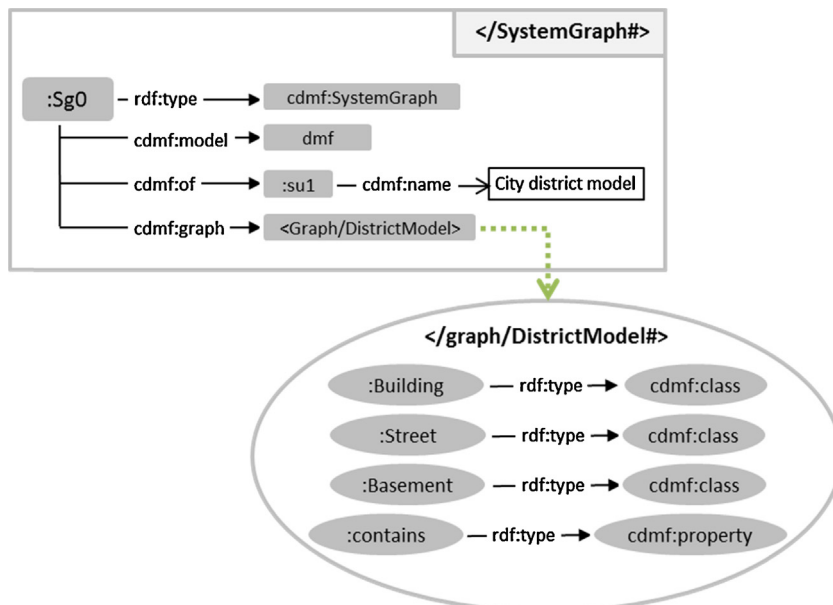 </SystemGraph#>
:Sg0 rdf:type cdmf:SystemGraph
cdmf:model dmf
cdmf:of :su1 cdmf:name City district model
cdmf:graph <Graph/DistrictModel>
</graph/DistrictModel#>
:Building rdf:type cdmf:class
:Street rdf:type cdmf:class
:Basement rdf:type cdmf:class
:contains rdf:type cdmf:property